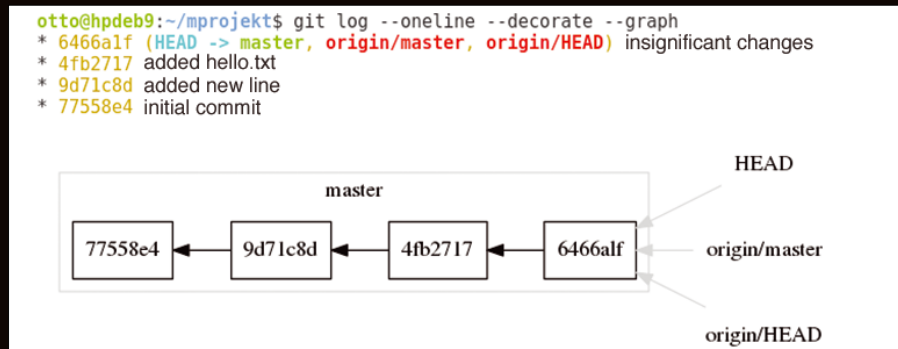 otto@hpdeb9:~/mprojekt$ git log --oneline --decorate --graph
* 6466a1f (HEAD -> master, origin/master, origin/HEAD) insignificant changes
* 4fb2717 added hello.txt
* 9d71c8d added new line
* 77558e4 initial commit
HEAD
master
77558e4 9d71c8d 4fb2717 6466alf origin/master
origin/HEAD